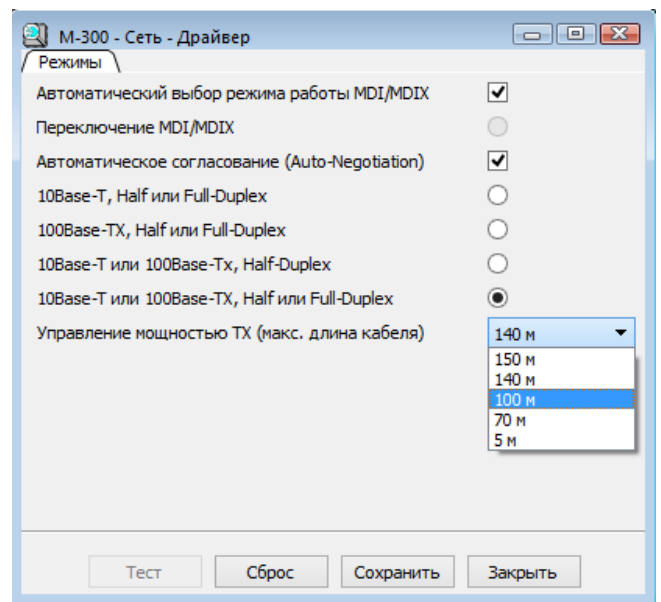 М-300 - Сеть - Драйвер
Режимы
Автоматический выбор режима работы MDI/MDIX
Переключение MDI/MDIX
Автоматическое согласование (Auto-Negotiation)
10Base-T, Half или Full-Duplex
100Base-TX, Half или Full-Duplex
10Base-T или 100Base-Tx, Half-Duplex
10Base-T или 100Base-TX, Half или Full-Duplex
Управление мощностью TX (макс. длина кабеля) 140 м
150 м
140 м
100 м
70 м
5 м
Тест Сброс Сохранить Закрыть